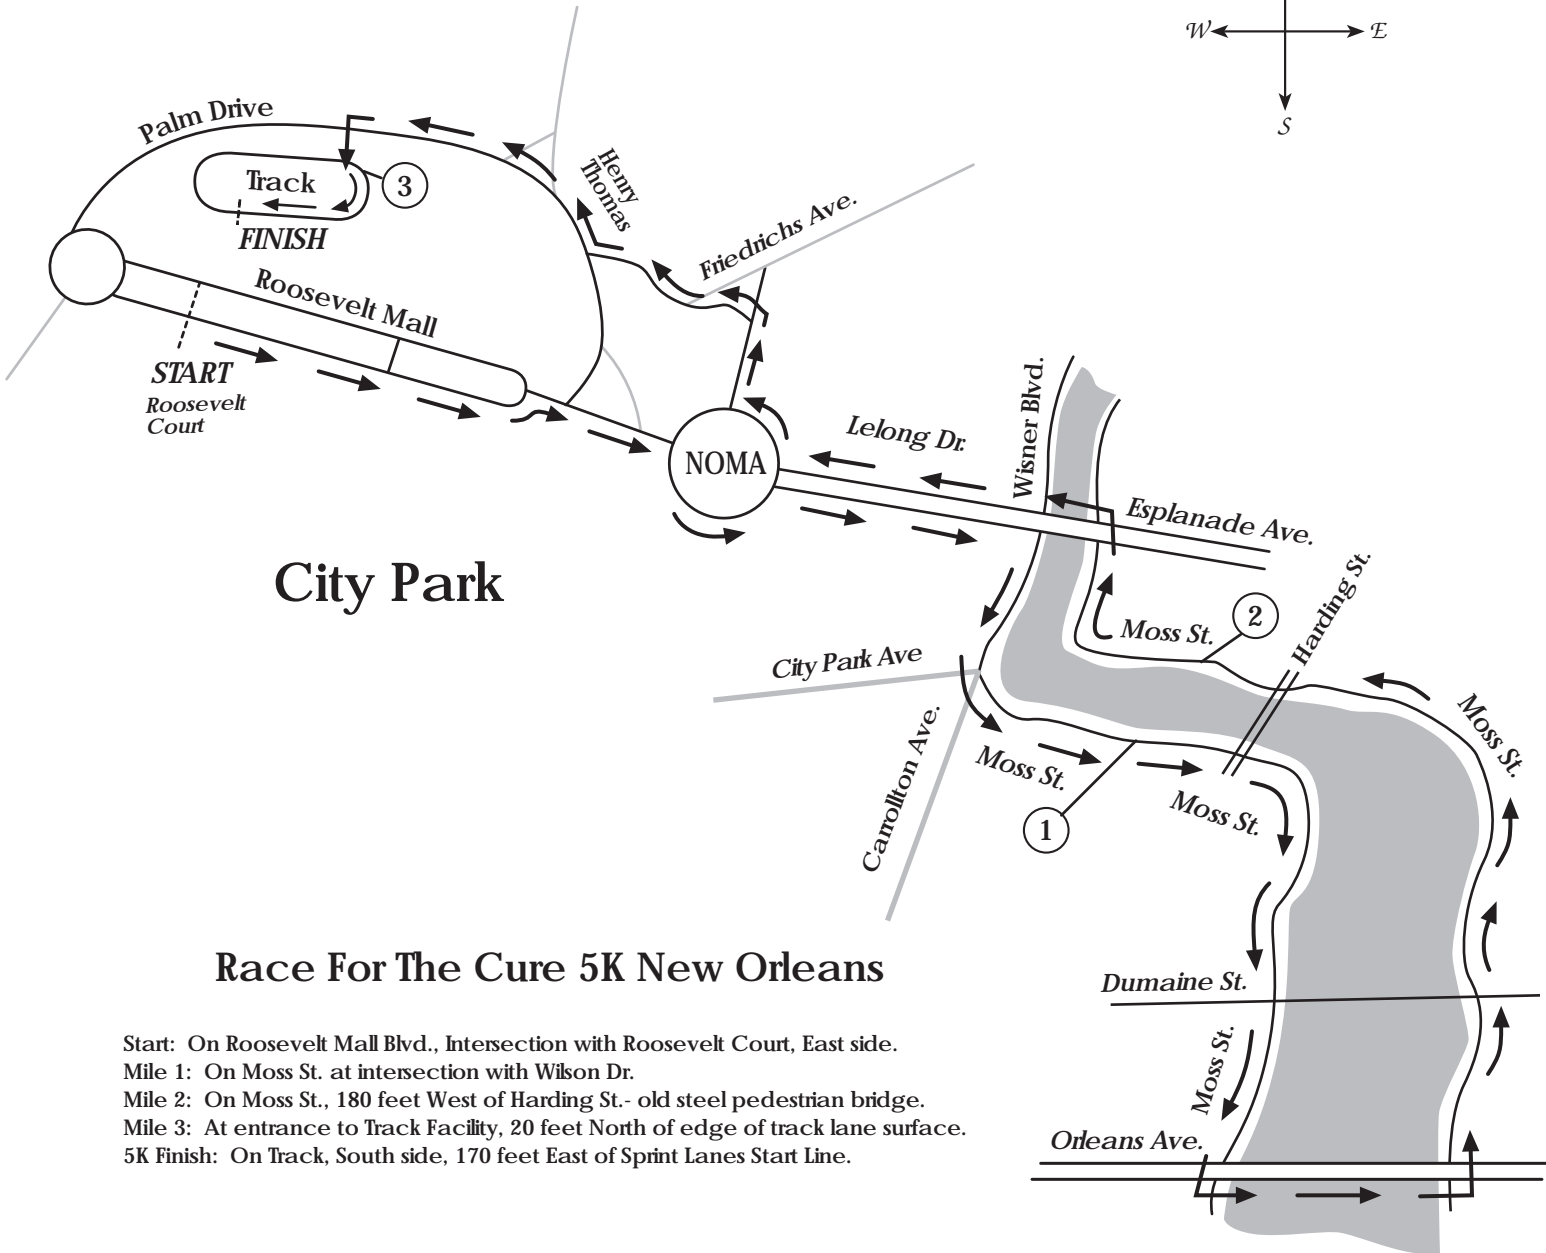 W
E
S
Palm Drive
Track
3
FINISH
Henry
Thomas
Friedrichs Ave.
Roosevelt Mall
START
Roosevelt
Court
NOMA
Lelong Dr.
Wisner Blvd.
Esplanade Ave.
City Park
Harding St.
2
Moss St.
City Park Ave
Carrollton Ave.
Moss St.
Moss St.
Moss St.
1
Race For The Cure 5K New Orleans
Dumaine St.
Moss St.
Orleans Ave.
Start: On Roosevelt Mall Blvd., Intersection with Roosevelt Court, East side.
Mile 1: On Moss St. at intersection with Wilson Dr.
Mile 2: On Moss St., 180 feet West of Harding St.- old steel pedestrian bridge.
Mile 3: At entrance to Track Facility, 20 feet North of edge of track lane surface.
5K Finish: On Track, South side, 170 feet East of Sprint Lanes Start Line.